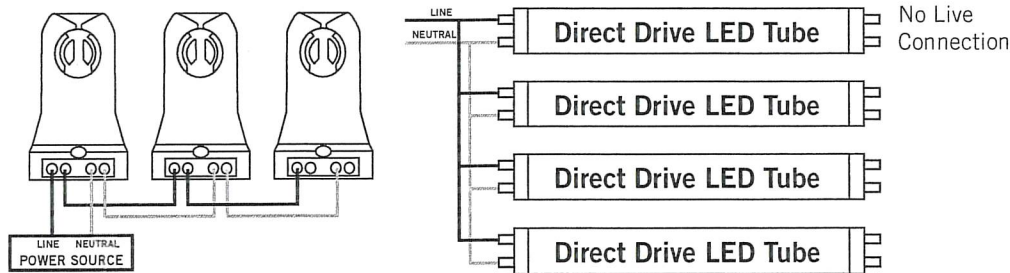 LINE NEUTRAL
POWER SOURCE
LINE
NEUTRAL
Direct Drive LED Tube
No Live
Connection
Direct Drive LED Tube
Direct Drive LED Tube
Direct Drive LED Tube